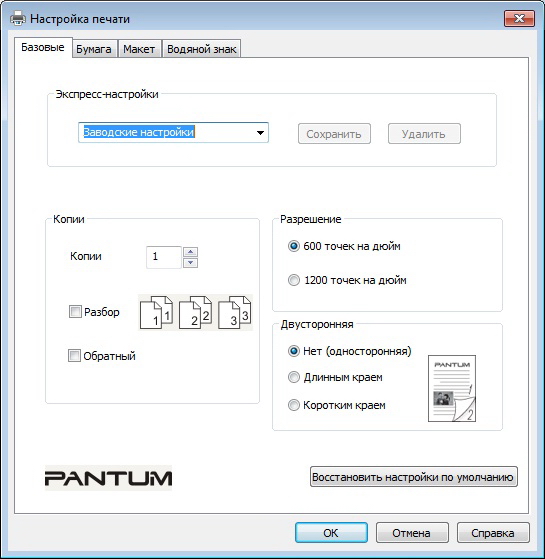 Настройка печати
Базовые Бумага Макет Водяной знак
Экспресс-настройки
Заводские настройки Сохранить Удалить
Копии
Копии 1
Разбор 1 1 2 2 3 3
Обратный
Разрешение
600 точек на дюйм
1200 точек на дюйм
Двусторонняя
Нет (односторонняя)
Длинным краем
Коротким краем
PANTUM
2
PANTUM
Восстановить настройки по умолчанию
OK Отмена Справка